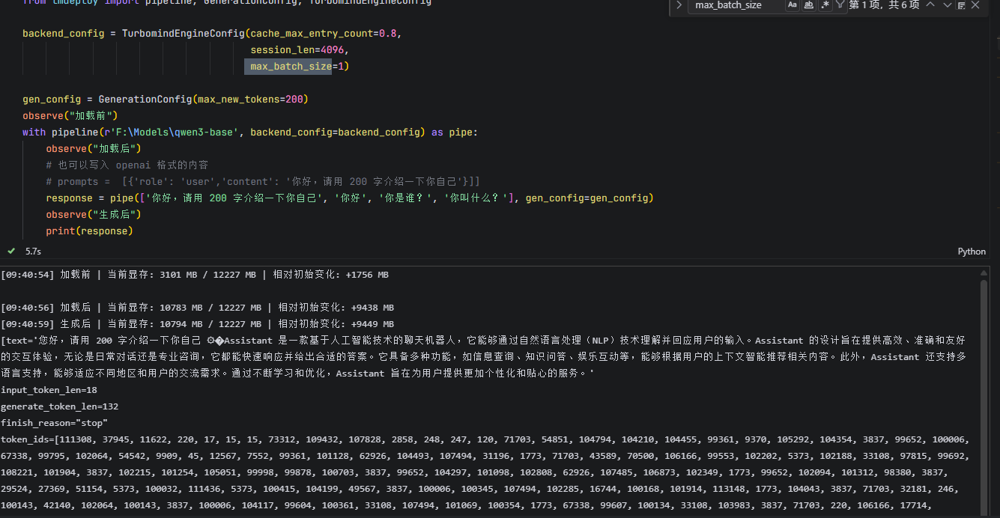 from lmdeploy import pipeline, GenerationConfig, TurbomindEngineConfig
max_batch_size
Aa ab .* 第 1 项, 共 6 项
backend_config = TurbomindEngineConfig(cache_max_entry_count=0.8,
session_len=4096,
max_batch_size=1)
gen_config = GenerationConfig(max_new_tokens=200)
observe("加载前")
with pipeline(r'F:\Models\qwen3-base', backend_config=backend_config) as pipe:
observe("加载后")
# 也可以写入 openai 格式的内容
# prompts =  [{'role': 'user','content': '你好，请用 200 字介绍一下你自己'}]]
response = pipe(['你好，请用 200 字介绍一下你自己', '你好', '你是谁？', '你叫什么？'], gen_config=gen_config)
observe("生成后")
print(response)
5.7s
Python
[09:40:54] 加载前 | 当前显存: 3101 MB / 12227 MB | 相对初始变化: +1756 MB
[09:40:56] 加载后 | 当前显存: 10783 MB / 12227 MB | 相对初始变化: +9438 MB
[09:40:59] 生成后 | 当前显存: 10794 MB / 12227 MB | 相对初始变化: +9449 MB
[text='您好，请用 200 字介绍一下你自己 ⚙�Assistant 是一款基于人工智能技术的聊天机器人，它能够通过自然语言处理（NLP）技术理解并回应用户的输入。Assistant 的设计旨在提供高效、准确和友好
的交互体验，无论是日常对话还是专业咨询，它都能快速响应并给出合适的答案。它具备多种功能，如信息查询、知识问答、娱乐互动等，能够根据用户的上下文智能推荐相关内容。此外，Assistant 还支持多
语言支持，能够适应不同地区和用户的交流需求。通过不断学习和优化，Assistant 旨在为用户提供更加个性化和贴心的服务。'
input_token_len=18
generate_token_len=132
finish_reason="stop"
token_ids=[111308, 37945, 11622, 220, 17, 15, 15, 73312, 109432, 107828, 2858, 248, 247, 120, 71703, 54851, 104794, 104210, 104455, 99361, 9370, 105292, 104354, 3837, 99652, 100006,
67338, 99795, 102064, 54542, 9909, 45, 12567, 7552, 99361, 101128, 62926, 104493, 107494, 31196, 1773, 71703, 43589, 70500, 106166, 99553, 102202, 5373, 102188, 33108, 97815, 99692,
108221, 101904, 3837, 102215, 101254, 105051, 99998, 99878, 100703, 3837, 99652, 104297, 101098, 102808, 62926, 107485, 106873, 102349, 1773, 99652, 102094, 101312, 98380, 3837,
29524, 27369, 51154, 5373, 100032, 111436, 5373, 100415, 104199, 49567, 3837, 100006, 100345, 107494, 102285, 16744, 100168, 101914, 113148, 1773, 104043, 3837, 71703, 32181, 246,
100143, 42140, 102064, 100143, 3837, 100006, 104117, 99604, 100361, 33108, 107494, 101069, 100354, 1773, 67338, 99607, 100134, 33108, 103983, 3837, 71703, 220, 106166, 17714,